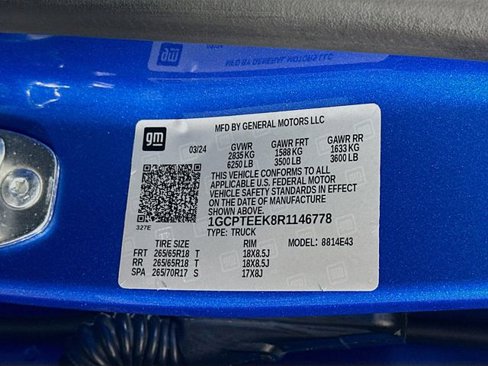 gm
MFD BY GENERAL MOTORS LLC
03/24 GVWR GAWR FRT GAWR RR
2835 KG 1588 KG 1633 KG
6250 LB 3500 LB 3600 LB
THIS VEHICLE CONFORMS TO ALL
APPLICABLE U.S. FEDERAL MOTOR
VEHICLE SAFETY STANDARDS IN EFFECT
ON THE DATE OF MANUFACTURE
SHOWN ABOVE.
327E
1GCPTEEK8R1146778
TYPE: TRUCK
TIRE SIZE RIM MODEL: 8814E43
FRT 265/65R18 T 18X8.5J
RR 265/65R18 T 18X8.5J
SPA 265/70R17 S 17X8J